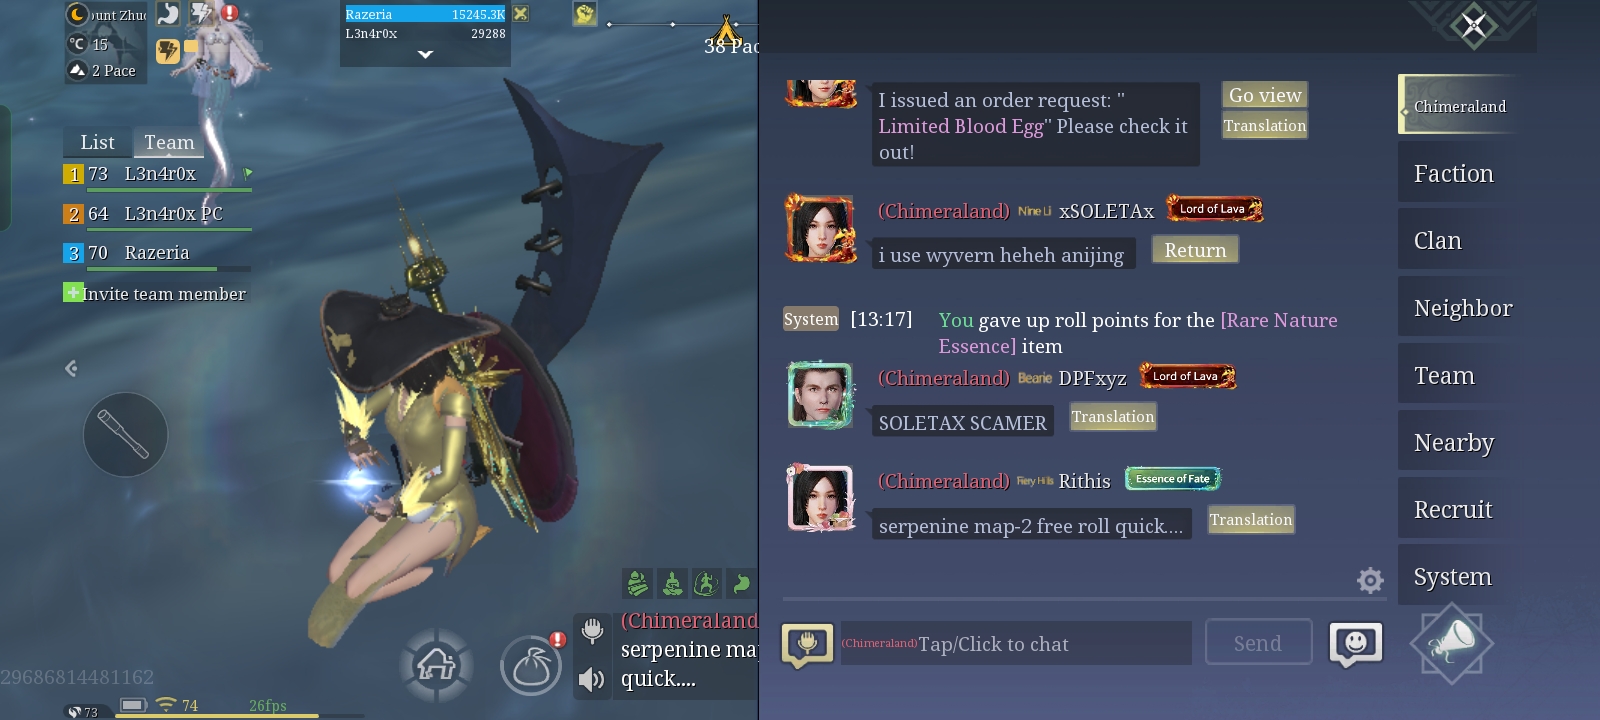 ount Zhu
°C 15
2 Pace
List Team
1 73 L3n4r0x
2 64 L3n4r0x PC
3 70 Razeria
+ Invite team member
Razeria 15245.3K
L3n4r0x 29288
38 Pac
(Chimeraland
serpenine ma
quick....
29686814481162
73
74
26fps
I issued an order request: "
Limited Blood Egg" Please check it
out!
Go view
Translation
(Chimeraland) Nine Li xSOLETAx Lord of Lava
i use wyvern heheh anijing
Return
System [13:17] You gave up roll points for the [Rare Nature
Essence] item
(Chimeraland) Bearie DPFxyz Lord of Lava
SOLETAX SCAMER
Translation
(Chimeraland) Fiery Hills Rithis Essence of Fate
serpenine map-2 free roll quick....
Translation
(Chimeraland)Tap/Click to chat
Send
Chimeraland
Faction
Clan
Neighbor
Team
Nearby
Recruit
System